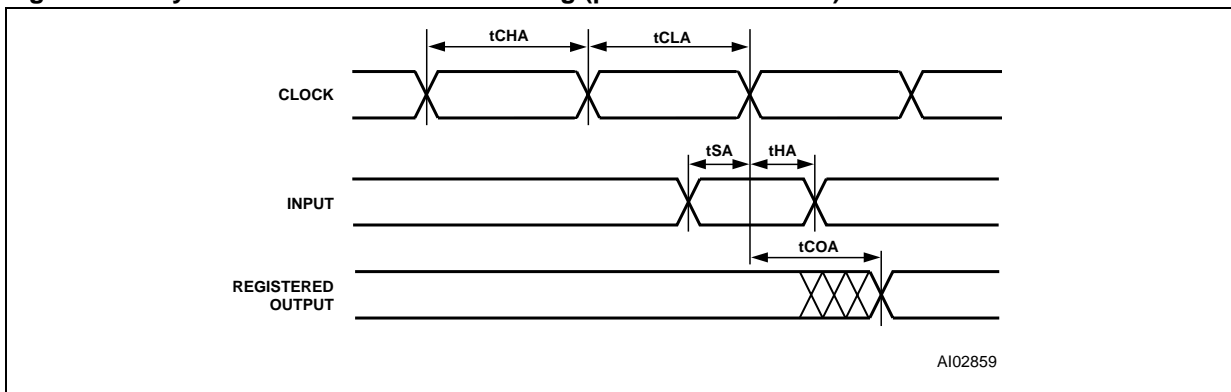 tCHA tCLA
CLOCK
tSA tHA
INPUT
tCOA
REGISTERED
OUTPUT
AI02859